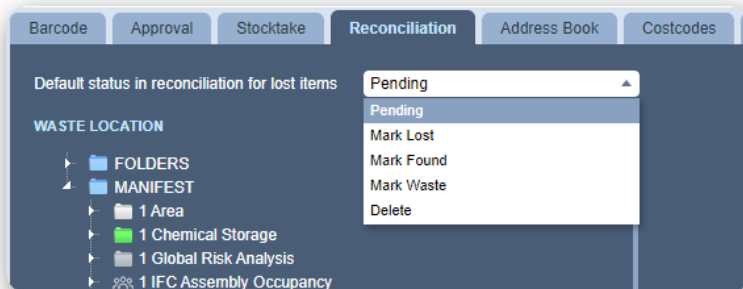 Barcode Approval Stocktake Reconciliation Address Book Costcodes
Default status in reconciliation for lost items Pending
Pending
WASTE LOCATION
Mark Lost
Mark Found
FOLDERS
MANIFEST
Mark Waste
1 Area
Delete
1 Chemical Storage
1 Global Risk Analysis
1 IFC Assembly Occupancy